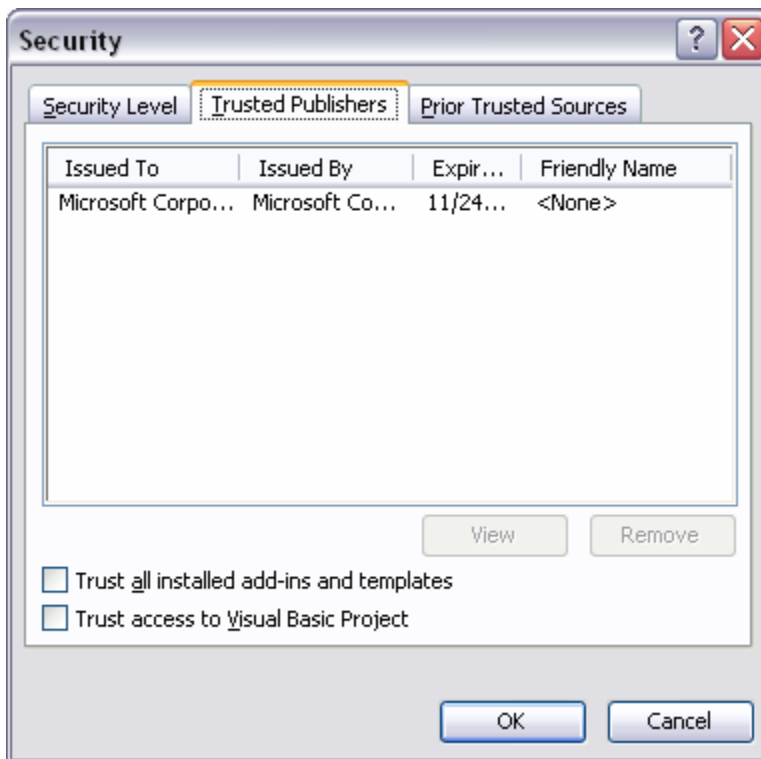 Security
Security Level Trusted Publishers Prior Trusted Sources
Issued To Issued By Expir... Friendly Name
Microsoft Corpo... Microsoft Co... 11/24... <None>
View Remove
Trust all installed add-ins and templates
Trust access to Visual Basic Project
OK Cancel